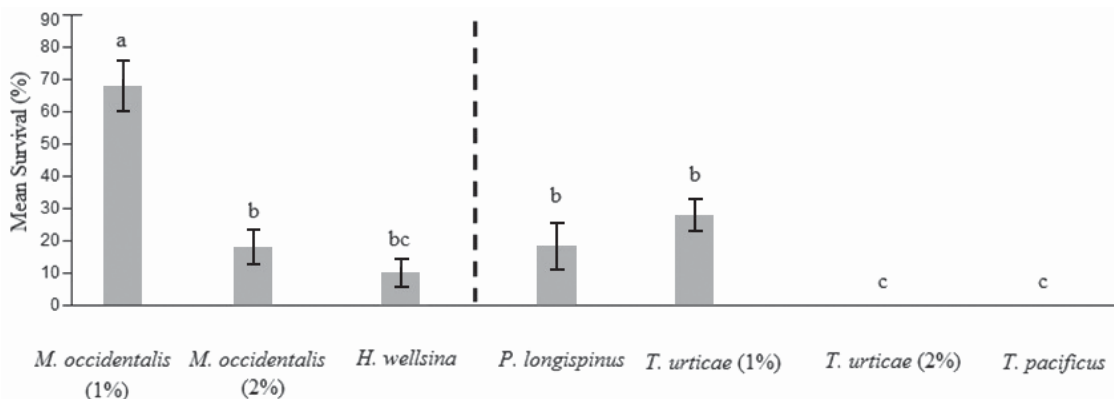 90
80
70
60
50
40
30
20
10
0
Mean Survival (%)
a
b
bc
b
b
c
c
M. occidentalis
(1%)
M. occidentalis
(2%)
H. wellsina
P. longispinus
T. urticae (1%)
T. urticae (2%)
T. pacificus